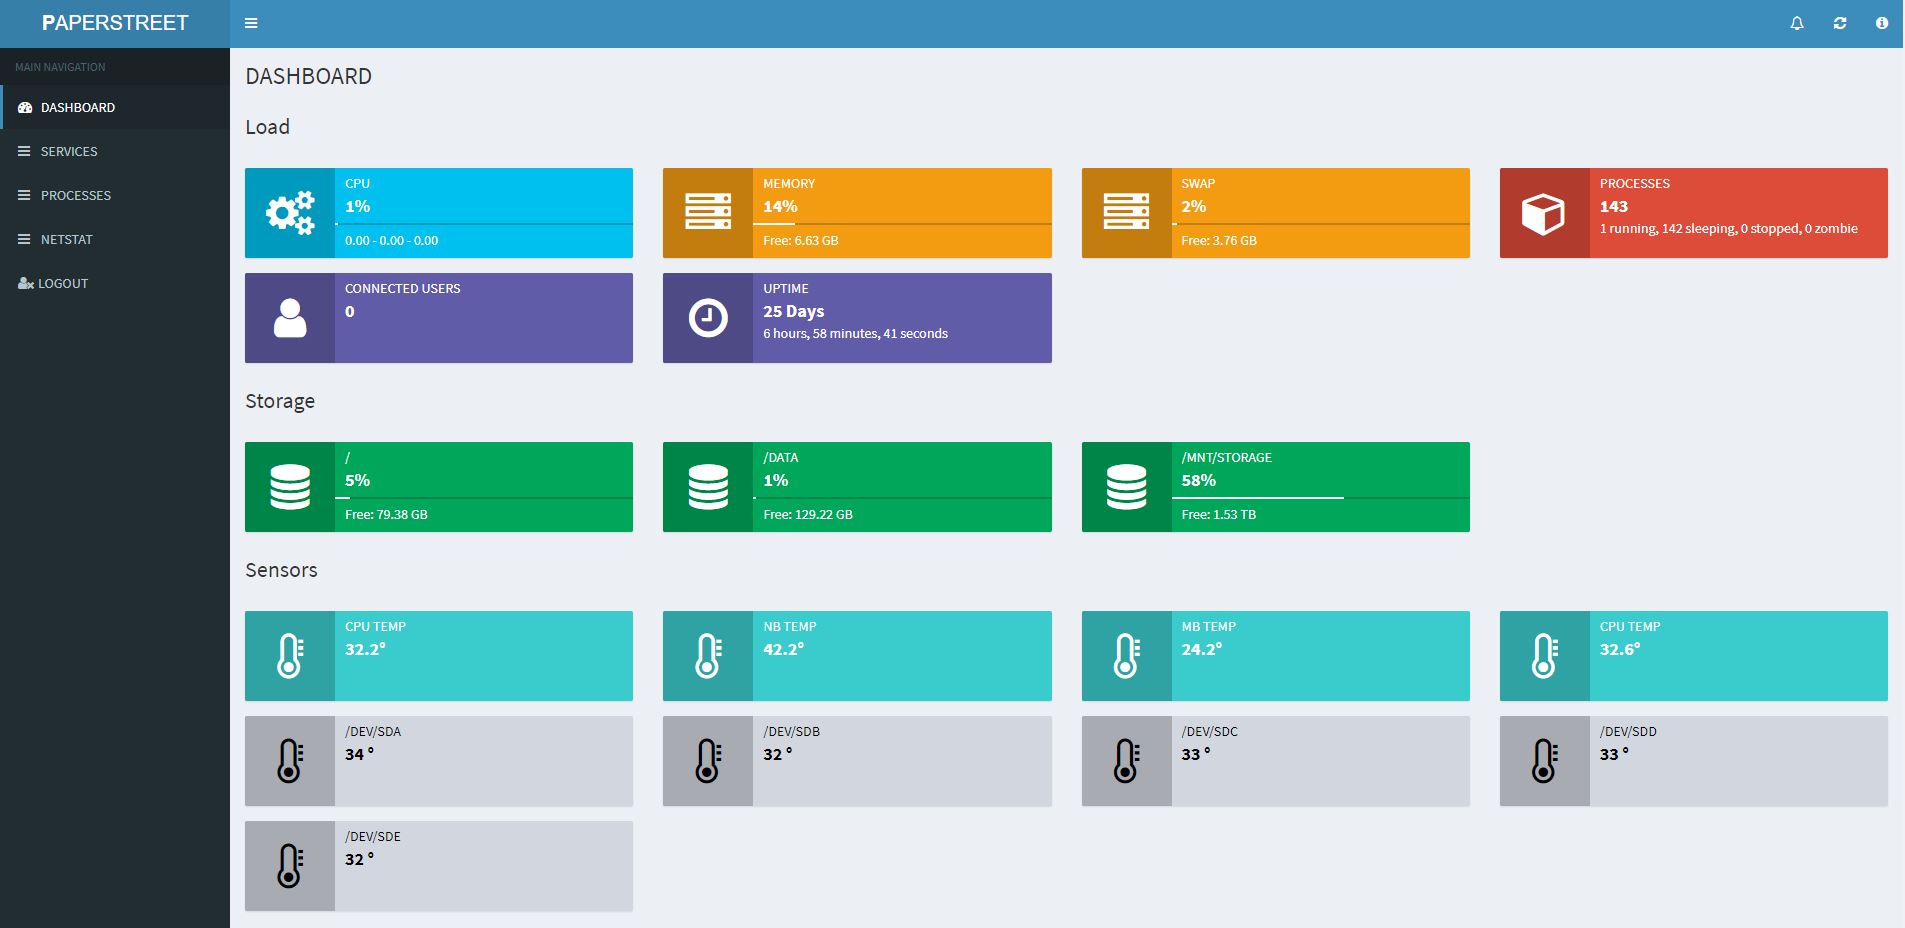 PAPERSTREET
MAIN NAVIGATION
DASHBOARD
SERVICES
PROCESSES
NETSTAT
LOGOUT
DASHBOARD
Load
CPU
1%
0.00 - 0.00 - 0.00
MEMORY
14%
Free: 6.63 GB
SWAP
2%
Free: 3.76 GB
PROCESSES
143
1 running, 142 sleeping, 0 stopped, 0 zombie
CONNECTED USERS
0
UPTIME
25 Days
6 hours, 58 minutes, 41 seconds
Storage
/
5%
Free: 79.38 GB
/DATA
1%
Free: 129.22 GB
/MNT/STORAGE
58%
Free: 1.53 TB
Sensors
CPU TEMP
32.2°
NB TEMP
42.2°
MB TEMP
24.2°
CPU TEMP
32.6°
/DEV/SDA
34 °
/DEV/SDB
32 °
/DEV/SDC
33 °
/DEV/SDD
33 °
/DEV/SDE
32 °